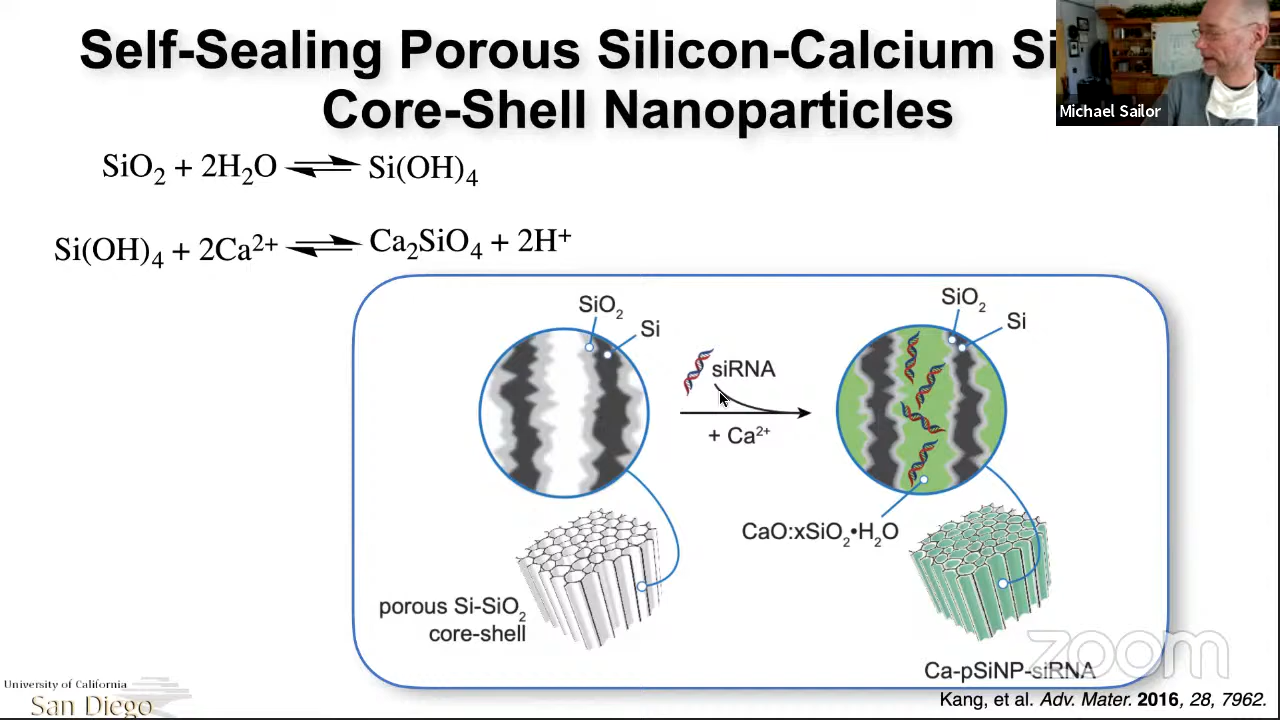 Self-Sealing Porous Silicon-Calcium Si
Core-Shell Nanoparticles
Michael Sailor
SiO₂ + 2H₂O ⇌ Si(OH)₄
Si(OH)₄ + 2Ca²⁺ ⇌ Ca₂SiO₄ + 2H⁺
SiO₂
Si
siRNA
+ Ca²⁺
SiO₂
Si
CaO:xSiO₂•H₂O
porous Si-SiO₂
core-shell
Ca-pSiNP-siRNA
zoom
University of California
San Diego
Kang, et al. Adv. Mater. 2016, 28, 7962.